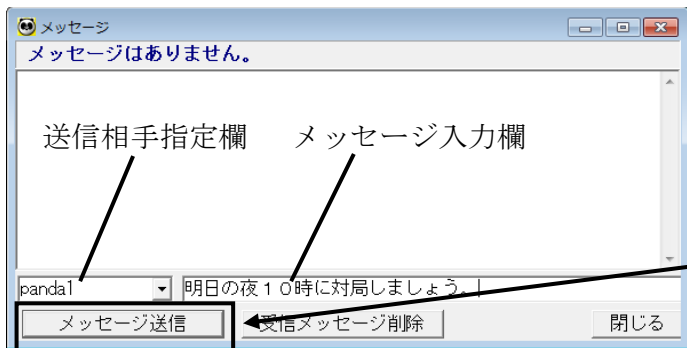 メッセージ
メッセージはありません。
送信相手指定欄 メッセージ入力欄
panda1 明日の夜１０時に対局しましょう。
メッセージ送信 受信メッセージ削除 閉じる